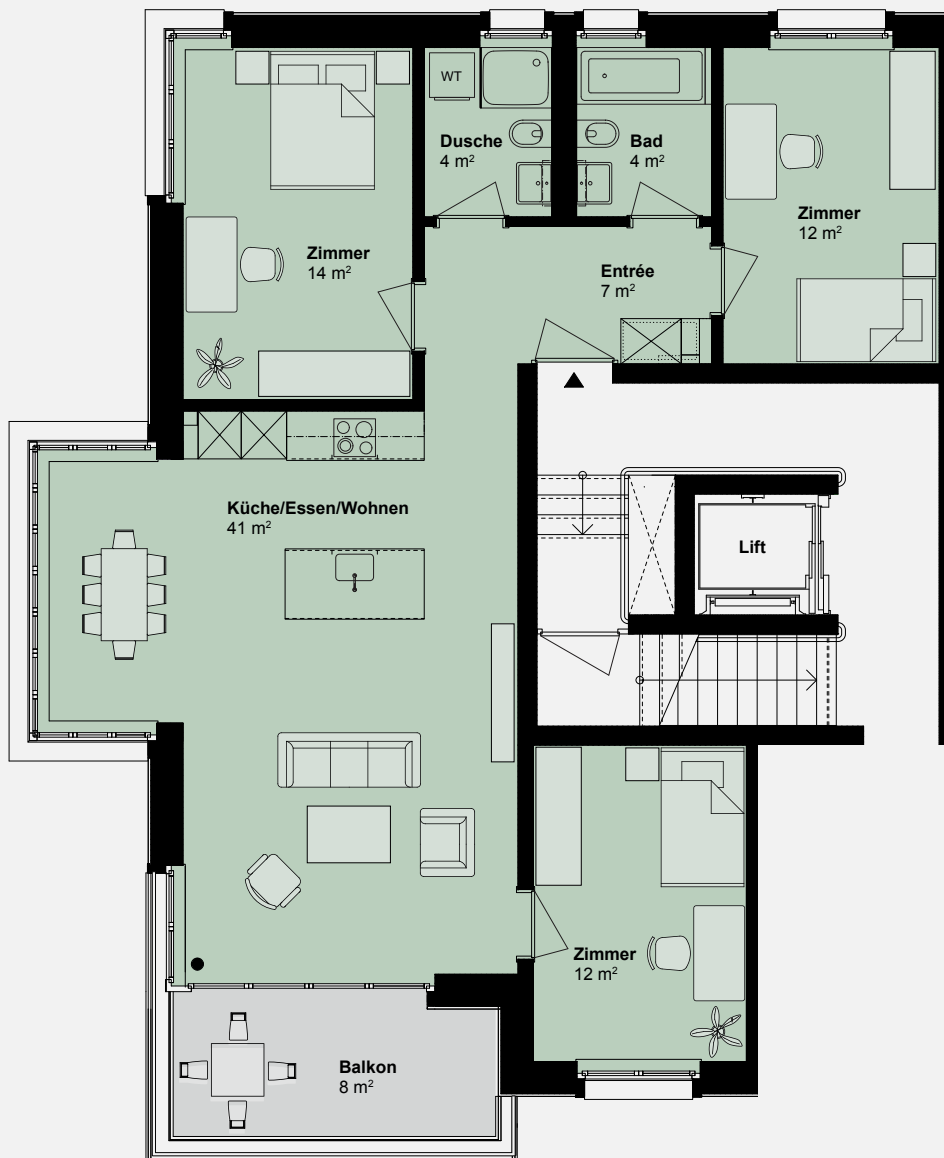 WT
Dusche
4 m²
Bad
4 m²
Zimmer
12 m²
Zimmer
14 m²
Entrée
7 m²
Küche/Essen/Wohnen
41 m²
Lift
Zimmer
12 m²
Balkon
8 m²